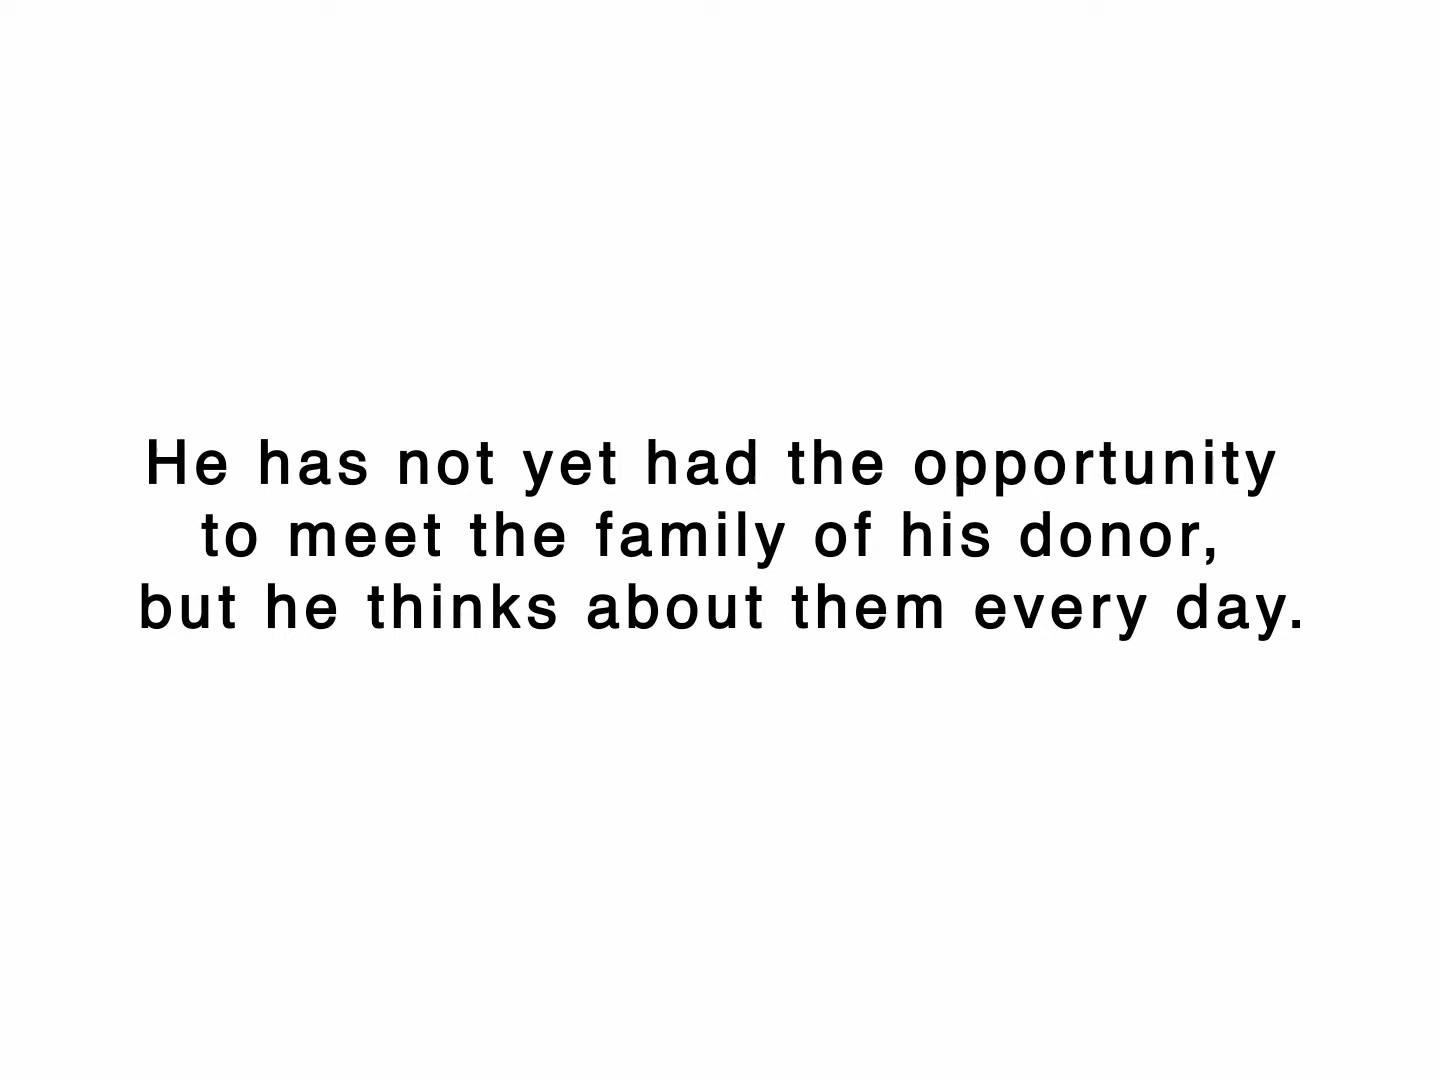 He has not yet had the opportunity
to meet the family of his donor,
but he thinks about them every day.